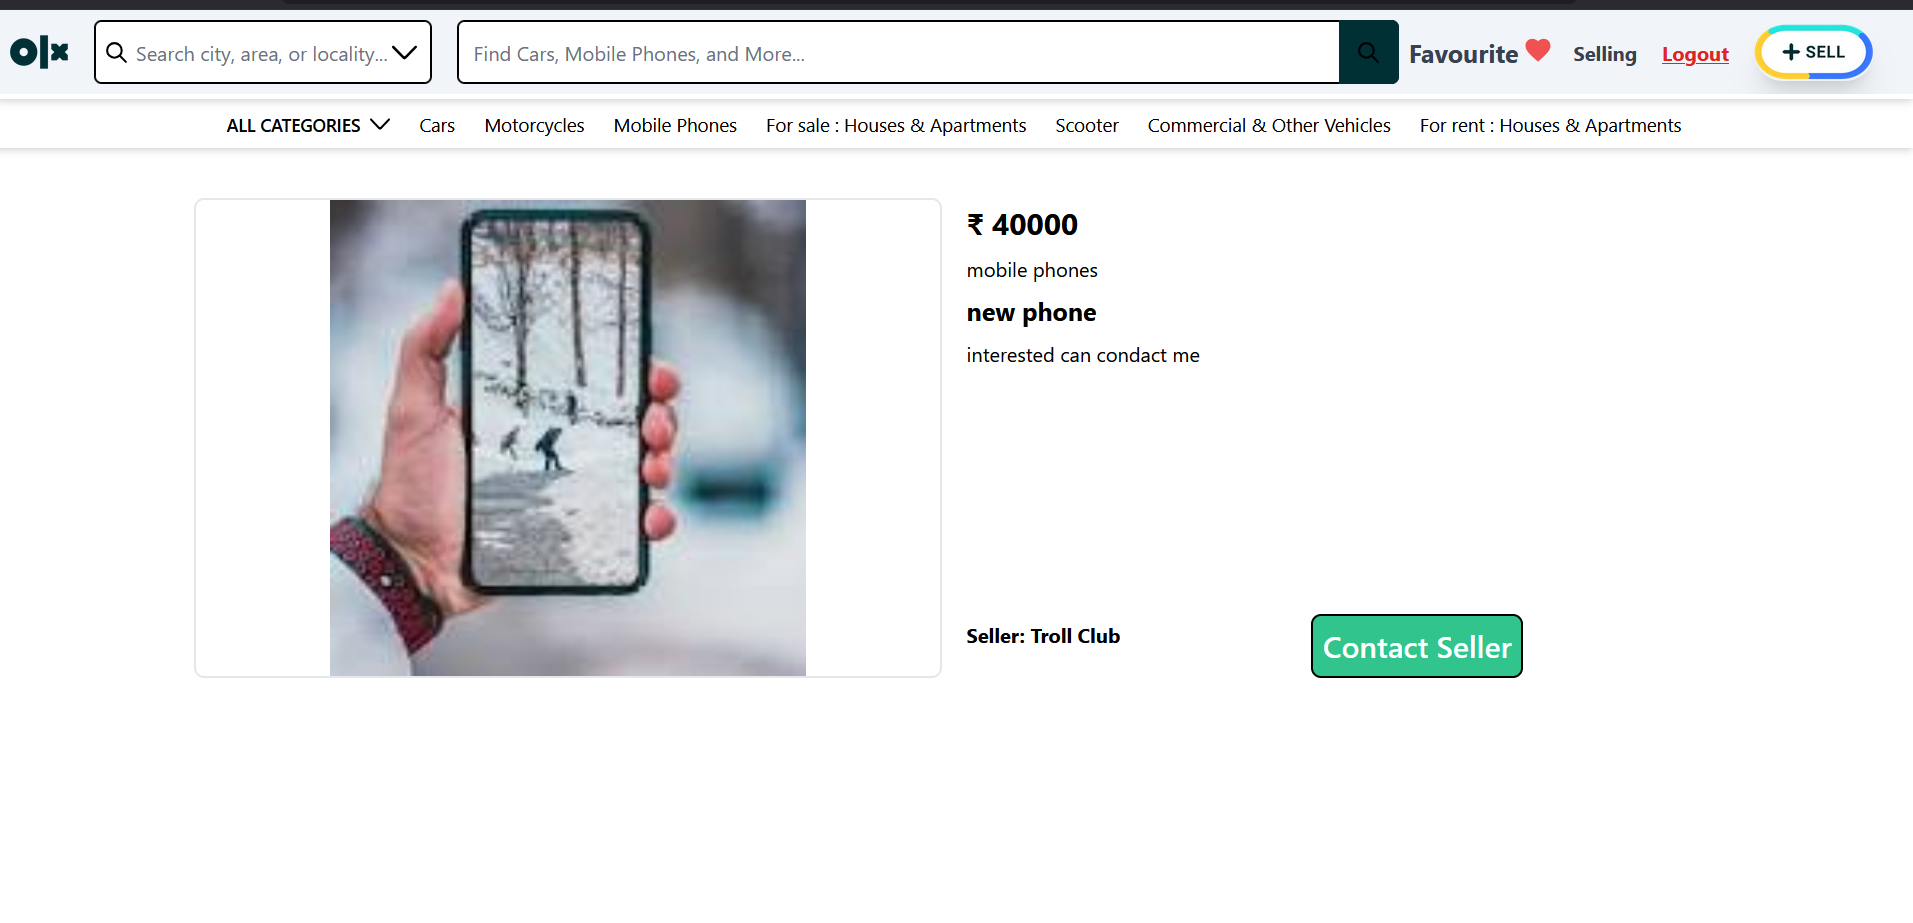 olx
Search city, area, or locality...
Find Cars, Mobile Phones, and More...
Favourite
Selling
Logout
+ SELL
ALL CATEGORIES
Cars
Motorcycles
Mobile Phones
For sale : Houses & Apartments
Scooter
Commercial & Other Vehicles
For rent : Houses & Apartments
₹ 40000
mobile phones
new phone
interested can condact me
Seller: Troll Club
Contact Seller